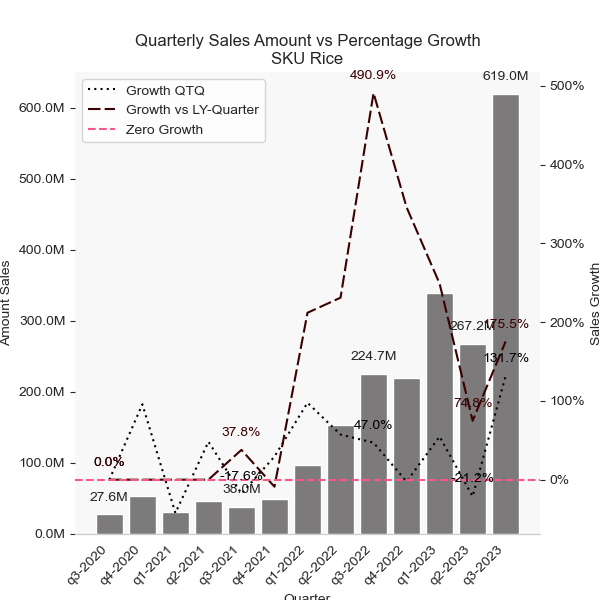 Quarterly Sales Amount vs Percentage Growth
SKU Rice
Growth QTQ
Growth vs LY-Quarter
Zero Growth
600.0M
500.0M
400.0M
300.0M
200.0M
100.0M
0.0M
Amount Sales
500%
400%
300%
200%
100%
0%
Sales Growth
490.9%
619.0M
267.2M
175.5%
224.7M
131.7%
74.8%
47.0%
37.8%
0.0%
-21.2%
38.0M
27.6M
q3-2020
q4-2020
q1-2021
q2-2021
q3-2021
q4-2021
q1-2022
q2-2022
q3-2022
q4-2022
q1-2023
q2-2023
q3-2023
Quarter